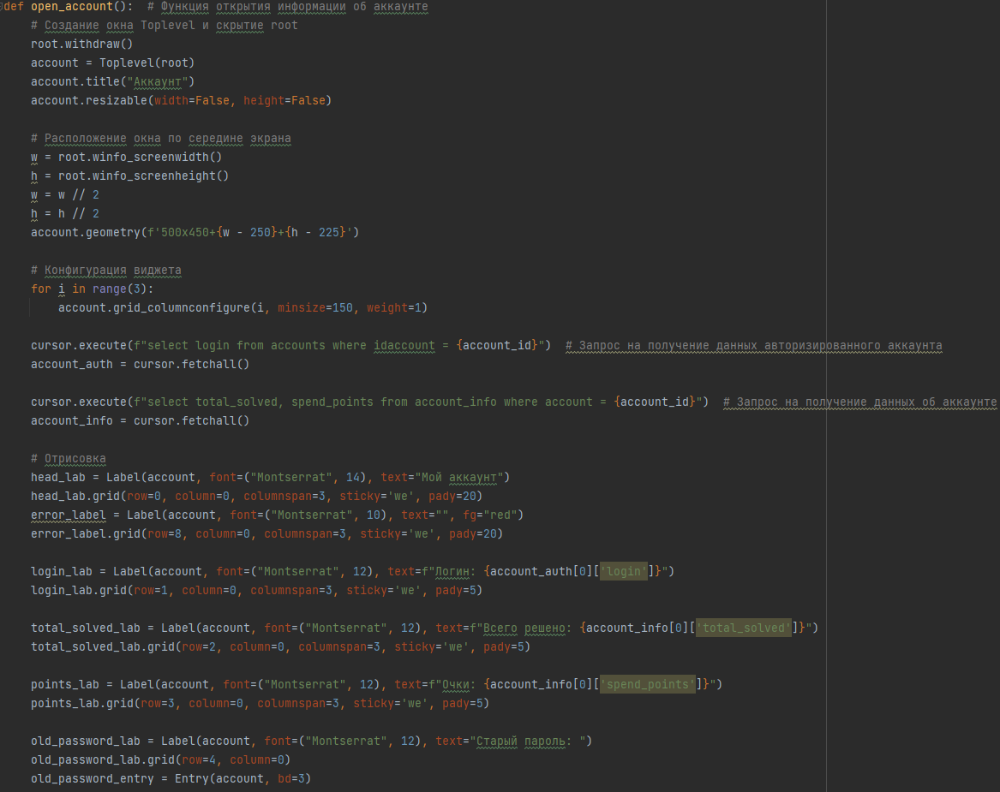 def open_account():  # Функция открытия информации об аккаунте
    # Создание окна Toplevel и скрытие root
    root.withdraw()
    account = Toplevel(root)
    account.title("Аккаунт")
    account.resizable(width=False, height=False)

    # Расположение окна по середине экрана
    w = root.winfo_screenwidth()
    h = root.winfo_screenheight()
    w = w // 2
    h = h // 2
    account.geometry(f'500x450+{w - 250}+{h - 225}')

    # Конфигурация виджета
    for i in range(3):
        account.grid_columnconfigure(i, minsize=150, weight=1)

    cursor.execute(f"select login from accounts where idaccount = {account_id}")  # Запрос на получение данных авторизированного аккаунта
    account_auth = cursor.fetchall()

    cursor.execute(f"select total_solved, spend_points from account_info where account = {account_id}")  # Запрос на получение данных об аккаунте
    account_info = cursor.fetchall()

    # Отрисовка
    head_lab = Label(account, font=("Montserrat", 14), text="Мой аккаунт")
    head_lab.grid(row=0, column=0, columnspan=3, sticky='we', pady=20)
    error_label = Label(account, font=("Montserrat", 10), text="", fg="red")
    error_label.grid(row=8, column=0, columnspan=3, sticky='we', pady=20)

    login_lab = Label(account, font=("Montserrat", 12), text=f"Логин: {account_auth[0]['login']}")
    login_lab.grid(row=1, column=0, columnspan=3, sticky='we', pady=5)

    total_solved_lab = Label(account, font=("Montserrat", 12), text=f"Всего решено: {account_info[0]['total_solved']}")
    total_solved_lab.grid(row=2, column=0, columnspan=3, sticky='we', pady=5)

    points_lab = Label(account, font=("Montserrat", 12), text=f"Очки: {account_info[0]['spend_points']}")
    points_lab.grid(row=3, column=0, columnspan=3, sticky='we', pady=5)

    old_password_lab = Label(account, font=("Montserrat", 12), text="Старый пароль: ")
    old_password_lab.grid(row=4, column=0)
    old_password_entry = Entry(account, bd=3)